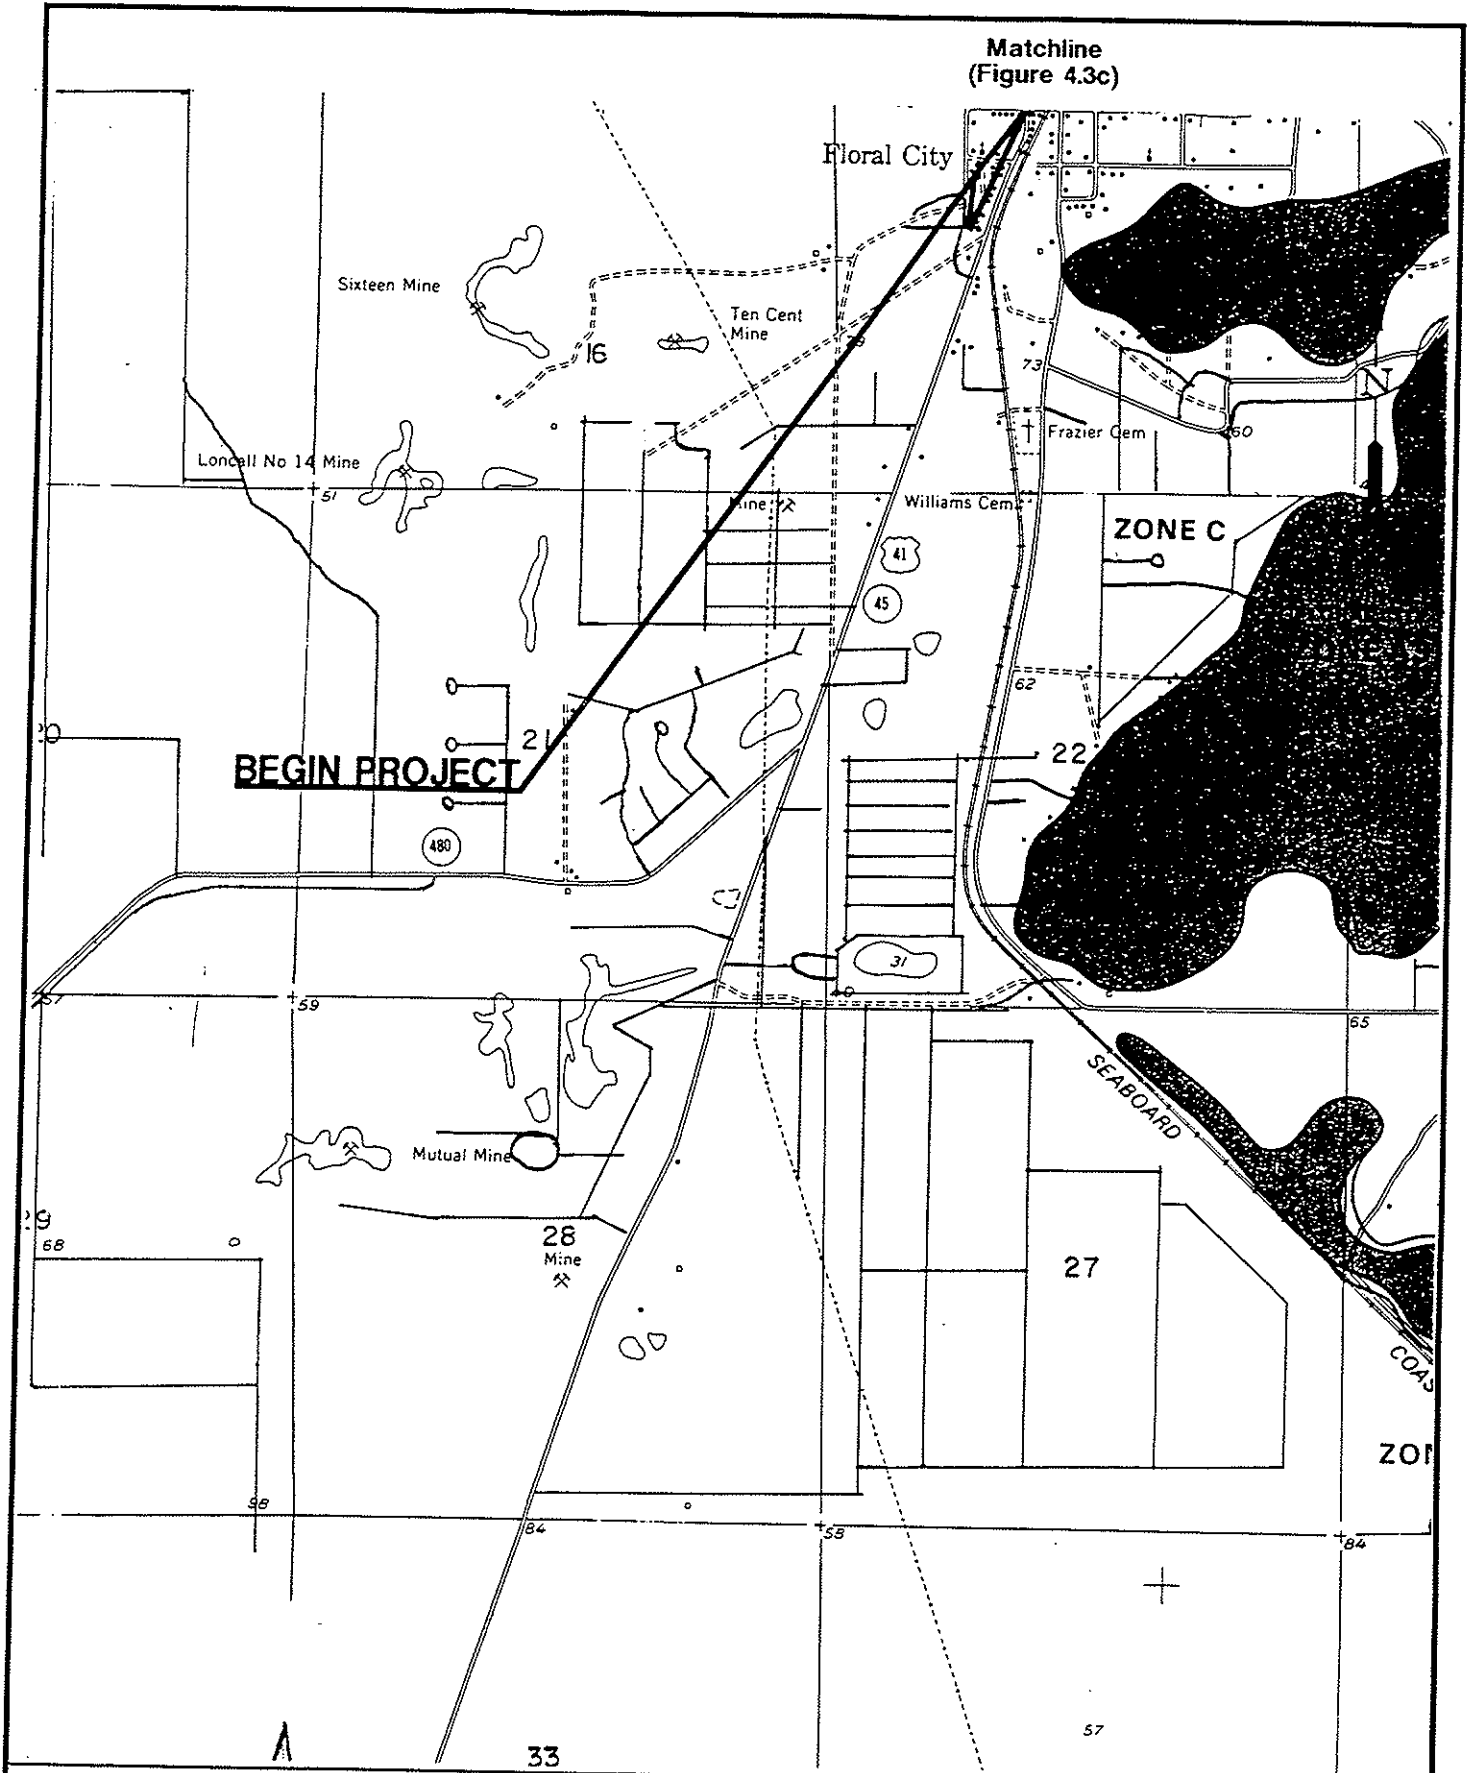 Matchline
(Figure 4.3c)
Floral City
Sixteen Mine
Ten Cent
Mine
16
73
N
Frazier Cem
60
Loncall No 14 Mine
51
Mine
Williams Cem
ZONE C
41
45
62
21
22
BEGIN PROJECT
480
31
57
59
65
SEABOARD
Mutual Mine
68
28
Mine
27
COAS
98
84
58
84
57
33